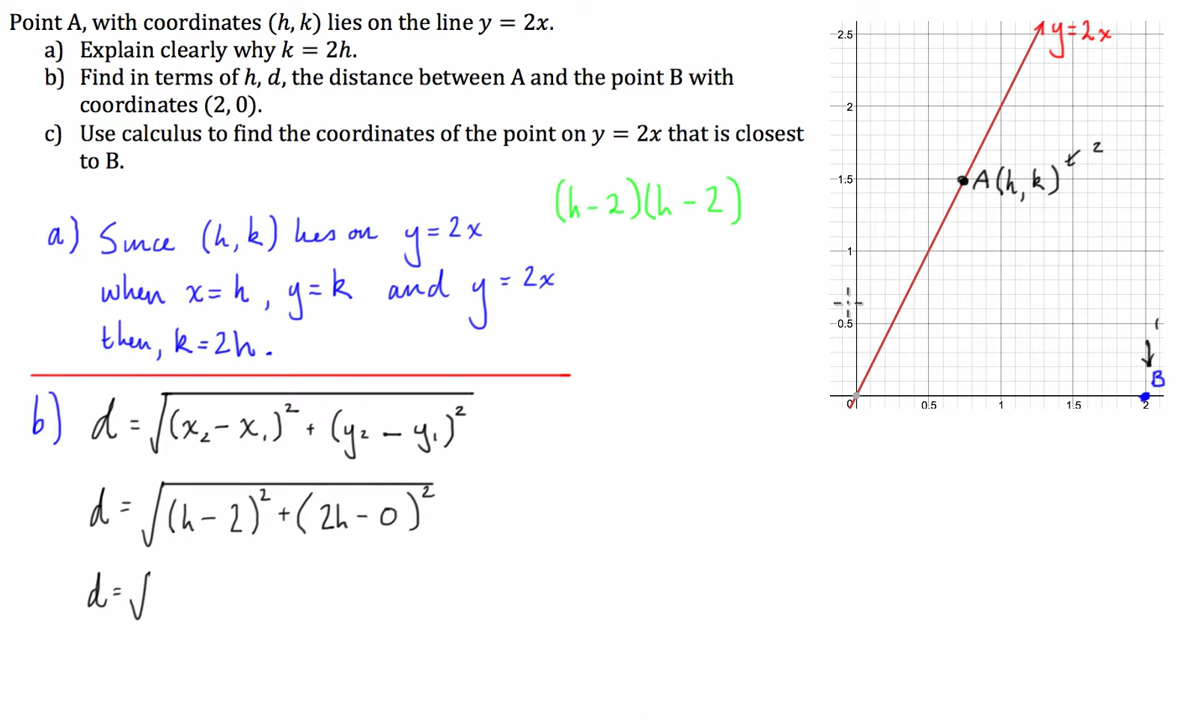 Point A, with coordinates (h, k) lies on the line y = 2x.
a) Explain clearly why k = 2h.
b) Find in terms of h, d, the distance between A and the point B with
coordinates (2, 0).
c) Use calculus to find the coordinates of the point on y = 2x that is closest
to B.
(h-2)(h-2)
a) Since (h, k) lies on y = 2x
when x = h, y = k and y = 2x
then, k = 2h.
b) d = √(x₂ - x₁)² + (y₂ - y₁)²
d = √(h - 2)² + (2h - 0)²
d = √
y = 2x
2.5
2
A(h, k)
2
1.5
1
0.5
B
0
0.5
1
1.5
2